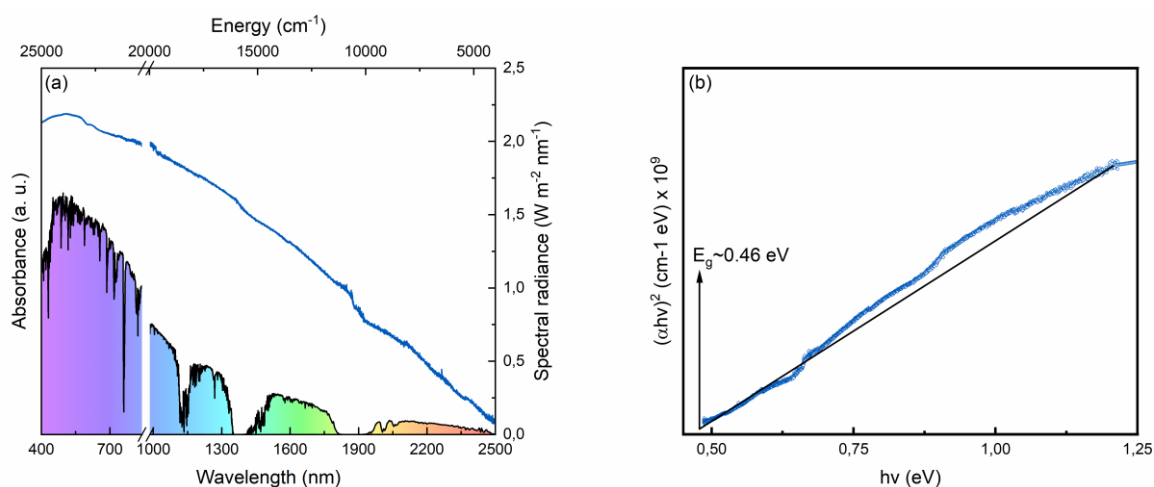 Energy (cm⁻¹)
25000 20000 15000 10000 5000
(a)
2,5
2,0
1,5
1,0
0,5
0,0
Absorbance (a. u.)
Spectral radiance (W m⁻² nm⁻¹)
400 700 1000 1300 1600 1900 2200 2500
Wavelength (nm)
(b)
(αhν)² (cm-1 eV) x 10⁹
E_g~0.46 eV
0,50 0,75 1,00 1,25
hν (eV)